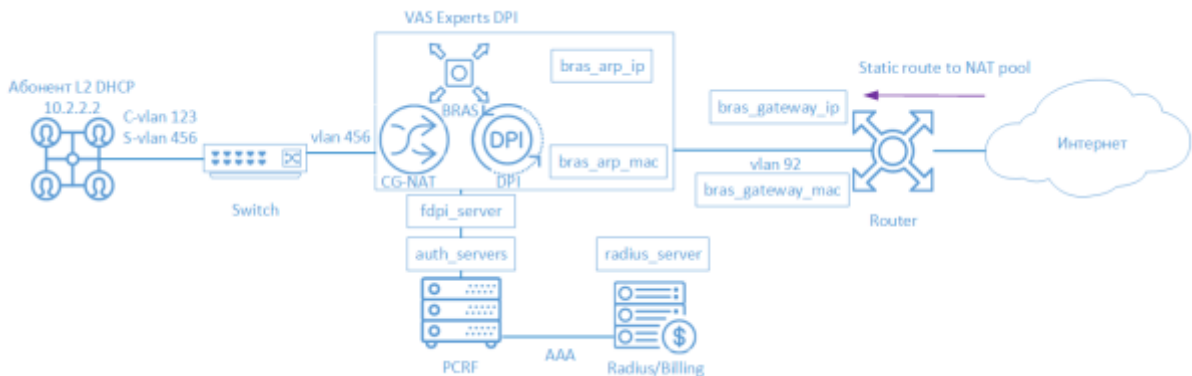 VAS Experts DPI
bras_arp_ip
Static route to NAT pool
Абонент L2 DHCP
10.2.2.2
C-vlan 123
S-vlan 456
vlan 456
BRAS
bras_gateway_ip
DPI
Интернет
bras_arp_mac
vlan 92
CG-NAT
DPI
bras_gateway_mac
Switch
fdpi_server
Router
auth_servers
radius_server
AAA
PCRF
Radius/Billing